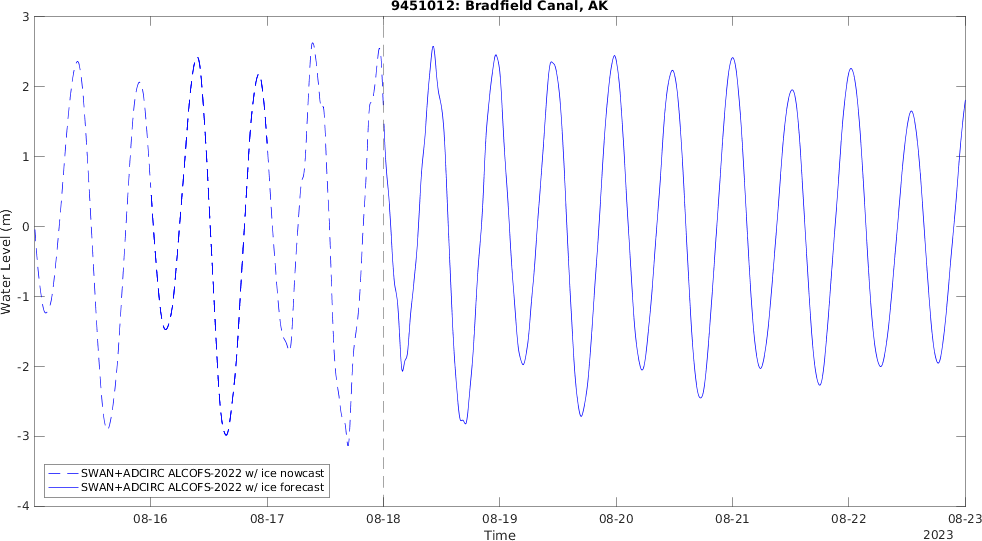 9451012: Bradfield Canal, AK
3
2
1
0
-1
-2
-3
-4
Water Level (m)
SWAN+ADCIRC ALCOFS-2022 w/ ice nowcast
SWAN+ADCIRC ALCOFS-2022 w/ ice forecast
08-16 08-17 08-18 08-19 08-20 08-21 08-22 08-23
Time
2023